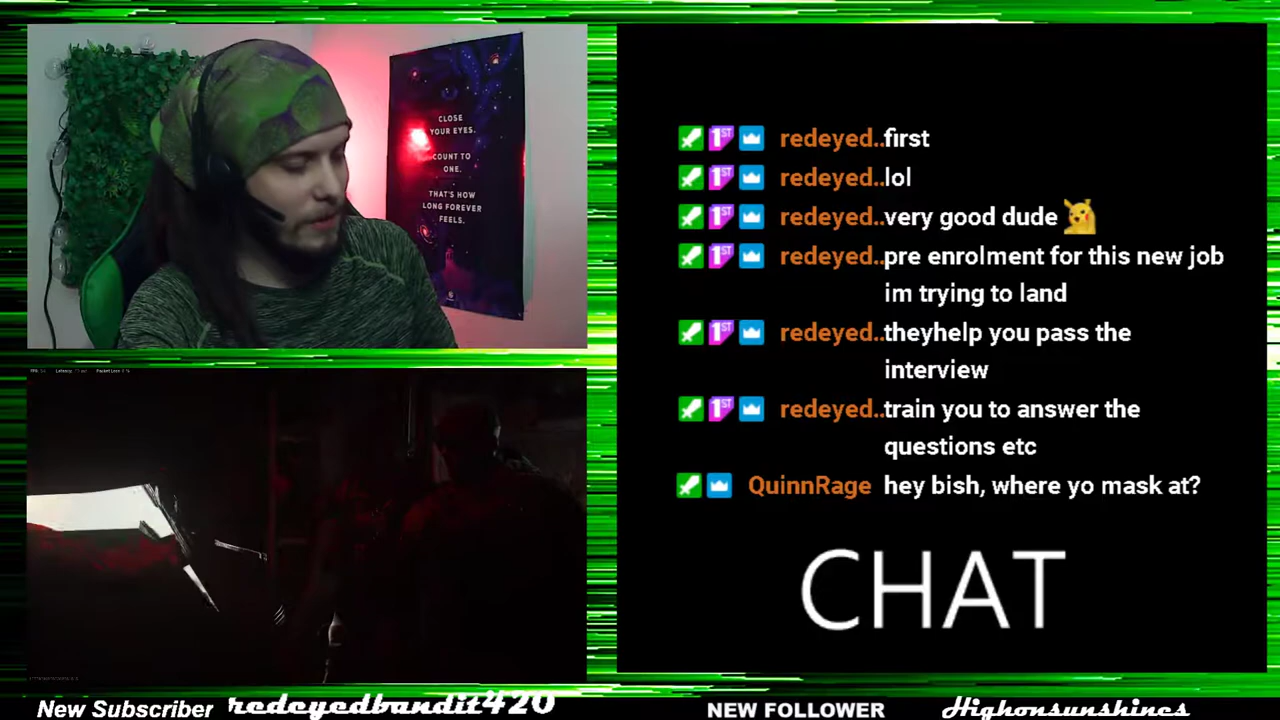 CLOSE
YOUR EYES.
COUNT TO
ONE.
THAT'S HOW
LONG FOREVER
FEELS.
redeyed..first
redeyed..lol
redeyed..very good dude
redeyed..pre enrolment for this new job
im trying to land
redeyed..theyhelp you pass the
interview
redeyed..train you to answer the
questions etc
QuinnRage hey bish, where yo mask at?
CHAT
New Subscriber redeyedbandit420
NEW FOLLOWER Highonsunshines